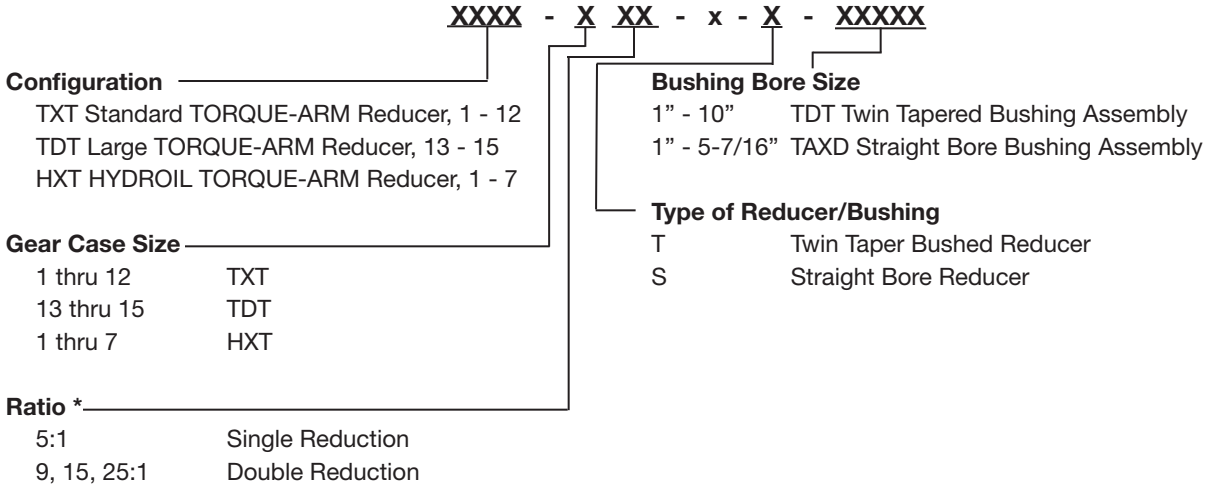 XXXX - X XX - x - X - XXXXX
Configuration
TXT Standard TORQUE-ARM Reducer, 1 - 12
TDT Large TORQUE-ARM Reducer, 13 - 15
HXT HYDROIL TORQUE-ARM Reducer, 1 - 7
Gear Case Size
1 thru 12 TXT
13 thru 15 TDT
1 thru 7 HXT
Ratio *
5:1 Single Reduction
9, 15, 25:1 Double Reduction
Bushing Bore Size
1” - 10” TDT Twin Tapered Bushing Assembly
1” - 5-7/16” TAXD Straight Bore Bushing Assembly
Type of Reducer/Bushing
T Twin Taper Bushed Reducer
S Straight Bore Reducer